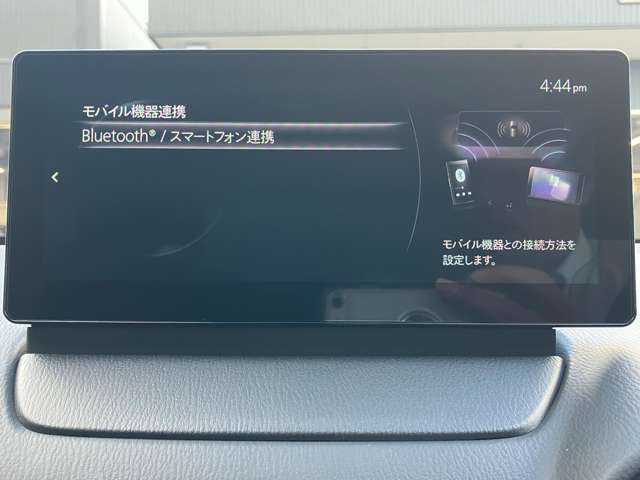 4:44pm
モバイル機器連携
Bluetooth® / スマートフォン連携
モバイル機器との接続方法を
設定します。